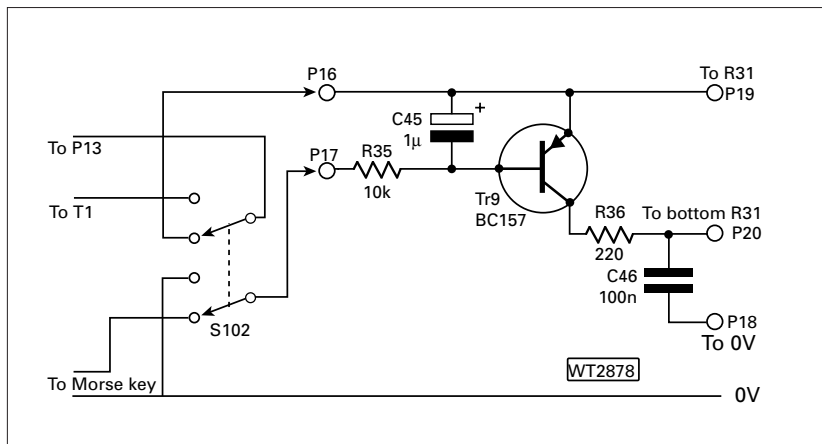 P16
To R31
P19
C45
+
1µ
To P13
P17
R35
10k
To T1
Tr9
BC157
R36
220
To bottom R31
P20
C46
100n
S102
P18
To 0V
To Morse key
WT2878
0V